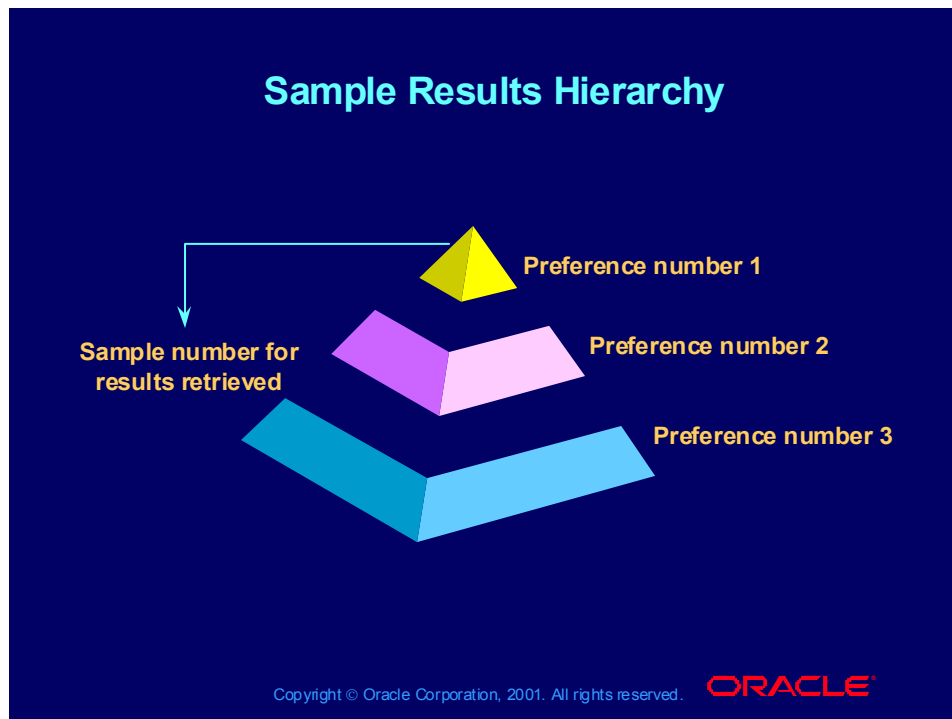 Sample Results Hierarchy
Preference number 1
Sample number for
results retrieved
Preference number 2
Preference number 3
Copyright © Oracle Corporation, 2001. All rights reserved.
ORACLE®